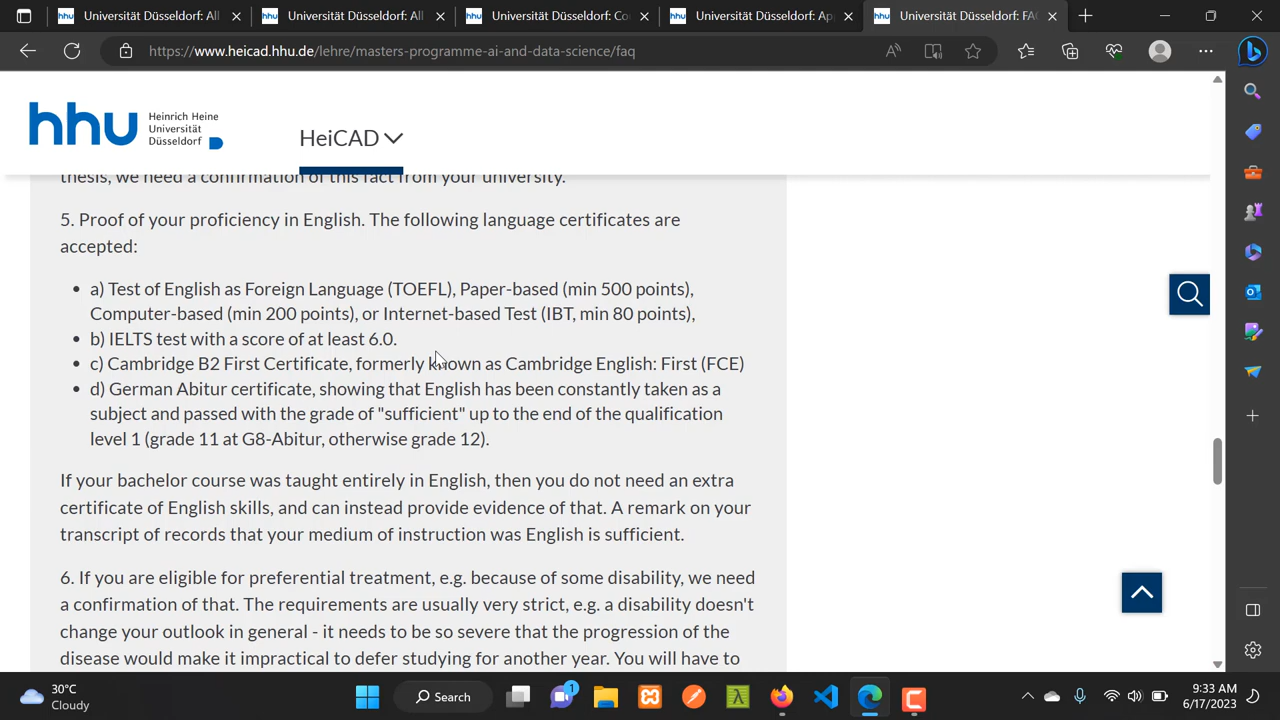 Universität Düsseldorf: All
Universität Düsseldorf: All
Universität Düsseldorf: Co
Universität Düsseldorf: App
Universität Düsseldorf: FAQ
https://www.heicad.hhu.de/lehre/masters-programme-ai-and-data-science/faq
hhu Heinrich Heine
Universität
Düsseldorf
HeiCAD
thesis, we need a confirmation of this fact from your university.
5. Proof of your proficiency in English. The following language certificates are
accepted:
a) Test of English as Foreign Language (TOEFL), Paper-based (min 500 points),
Computer-based (min 200 points), or Internet-based Test (IBT, min 80 points),
b) IELTS test with a score of at least 6.0.
c) Cambridge B2 First Certificate, formerly known as Cambridge English: First (FCE)
d) German Abitur certificate, showing that English has been constantly taken as a
subject and passed with the grade of "sufficient" up to the end of the qualification
level 1 (grade 11 at G8-Abitur, otherwise grade 12).
If your bachelor course was taught entirely in English, then you do not need an extra
certificate of English skills, and can instead provide evidence of that. A remark on your
transcript of records that your medium of instruction was English is sufficient.
6. If you are eligible for preferential treatment, e.g. because of some disability, we need
a confirmation of that. The requirements are usually very strict, e.g. a disability doesn't
change your outlook in general - it needs to be so severe that the progression of the
disease would make it impractical to defer studying for another year. You will have to
30°C
Cloudy
Search
1
9:33 AM
6/17/2023